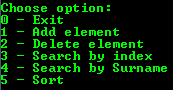 Choose option:
0 - Exit
1 - Add element
2 - Delete element
3 - Search by index
4 - Search by Surname
5 - Sort